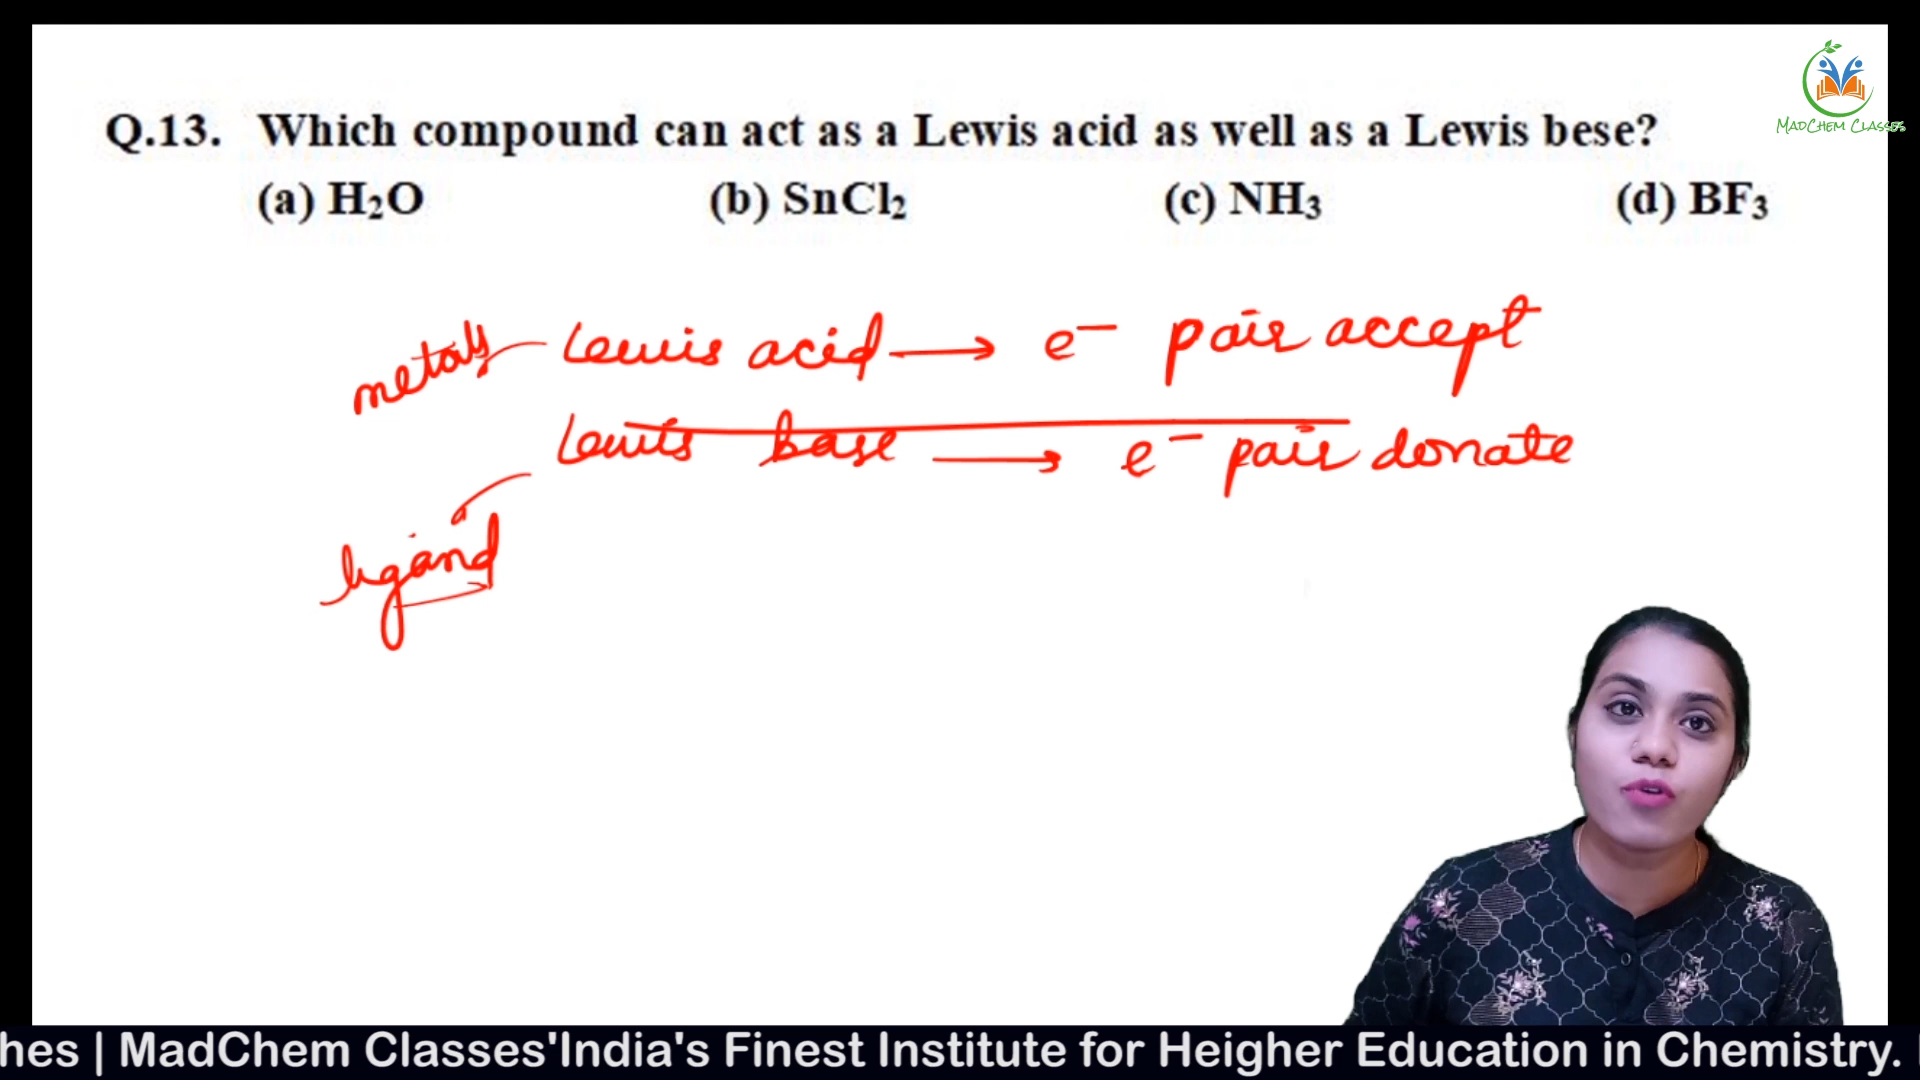 MADCHEM CLASSES
Q.13. Which compound can act as a Lewis acid as well as a Lewis bese?
(a) H₂O (b) SnCl₂ (c) NH₃ (d) BF₃
metals Lewis acid → e⁻ pair accept
Lewis base → e⁻ pair donate
ligand
hes | MadChem Classes'India's Finest Institute for Heigher Education in Chemistry.